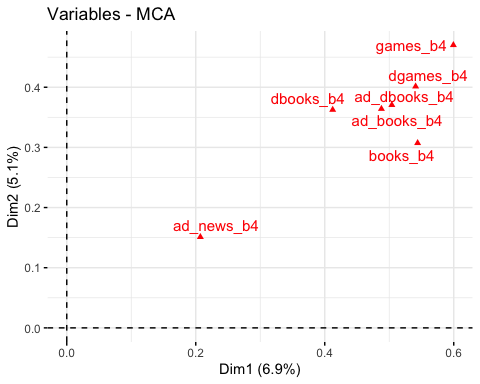 Variables - MCA
games_b4
dgames_b4
dbooks_b4
ad_dbooks_b4
ad_books_b4
books_b4
ad_news_b4
0.4
0.3
0.2
0.1
0.0
Dim2 (5.1%)
0.0
0.2
0.4
0.6
Dim1 (6.9%)